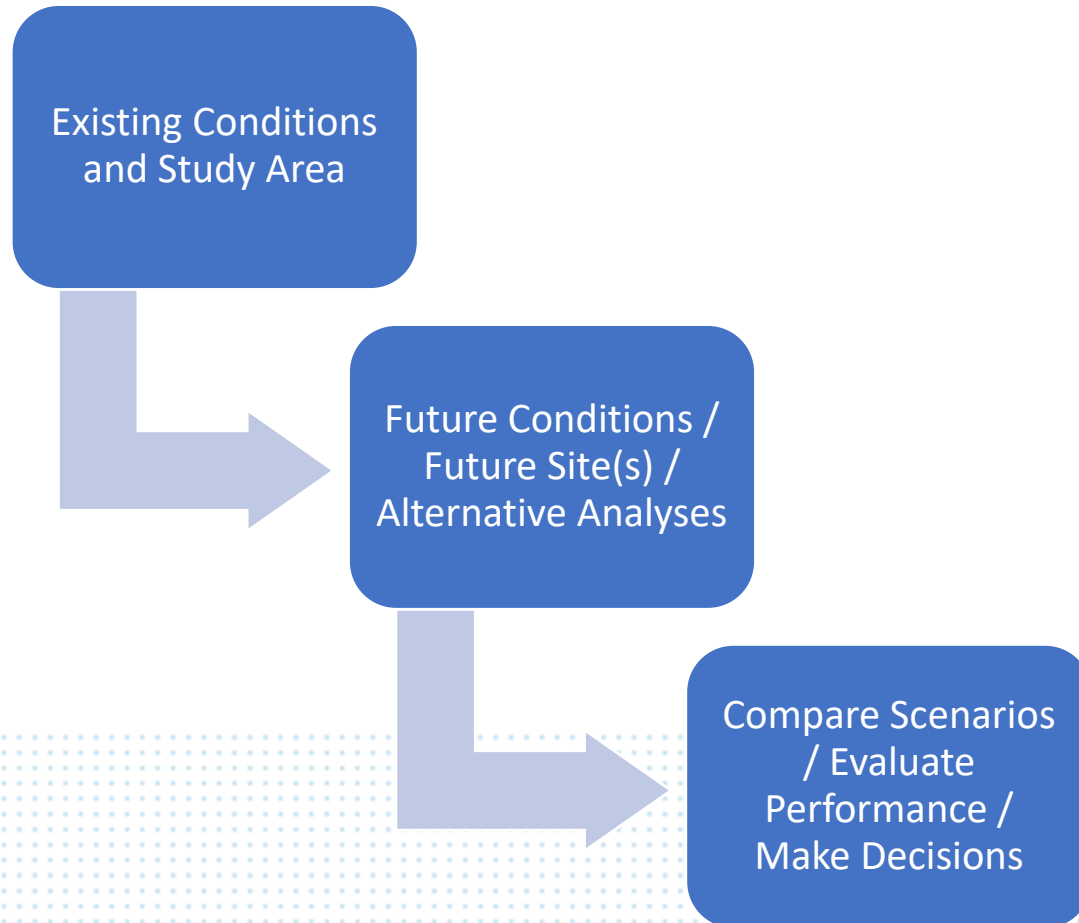 Existing Conditions
and Study Area
Future Conditions /
Future Site(s) /
Alternative Analyses
Compare Scenarios
/ Evaluate
Performance /
Make Decisions